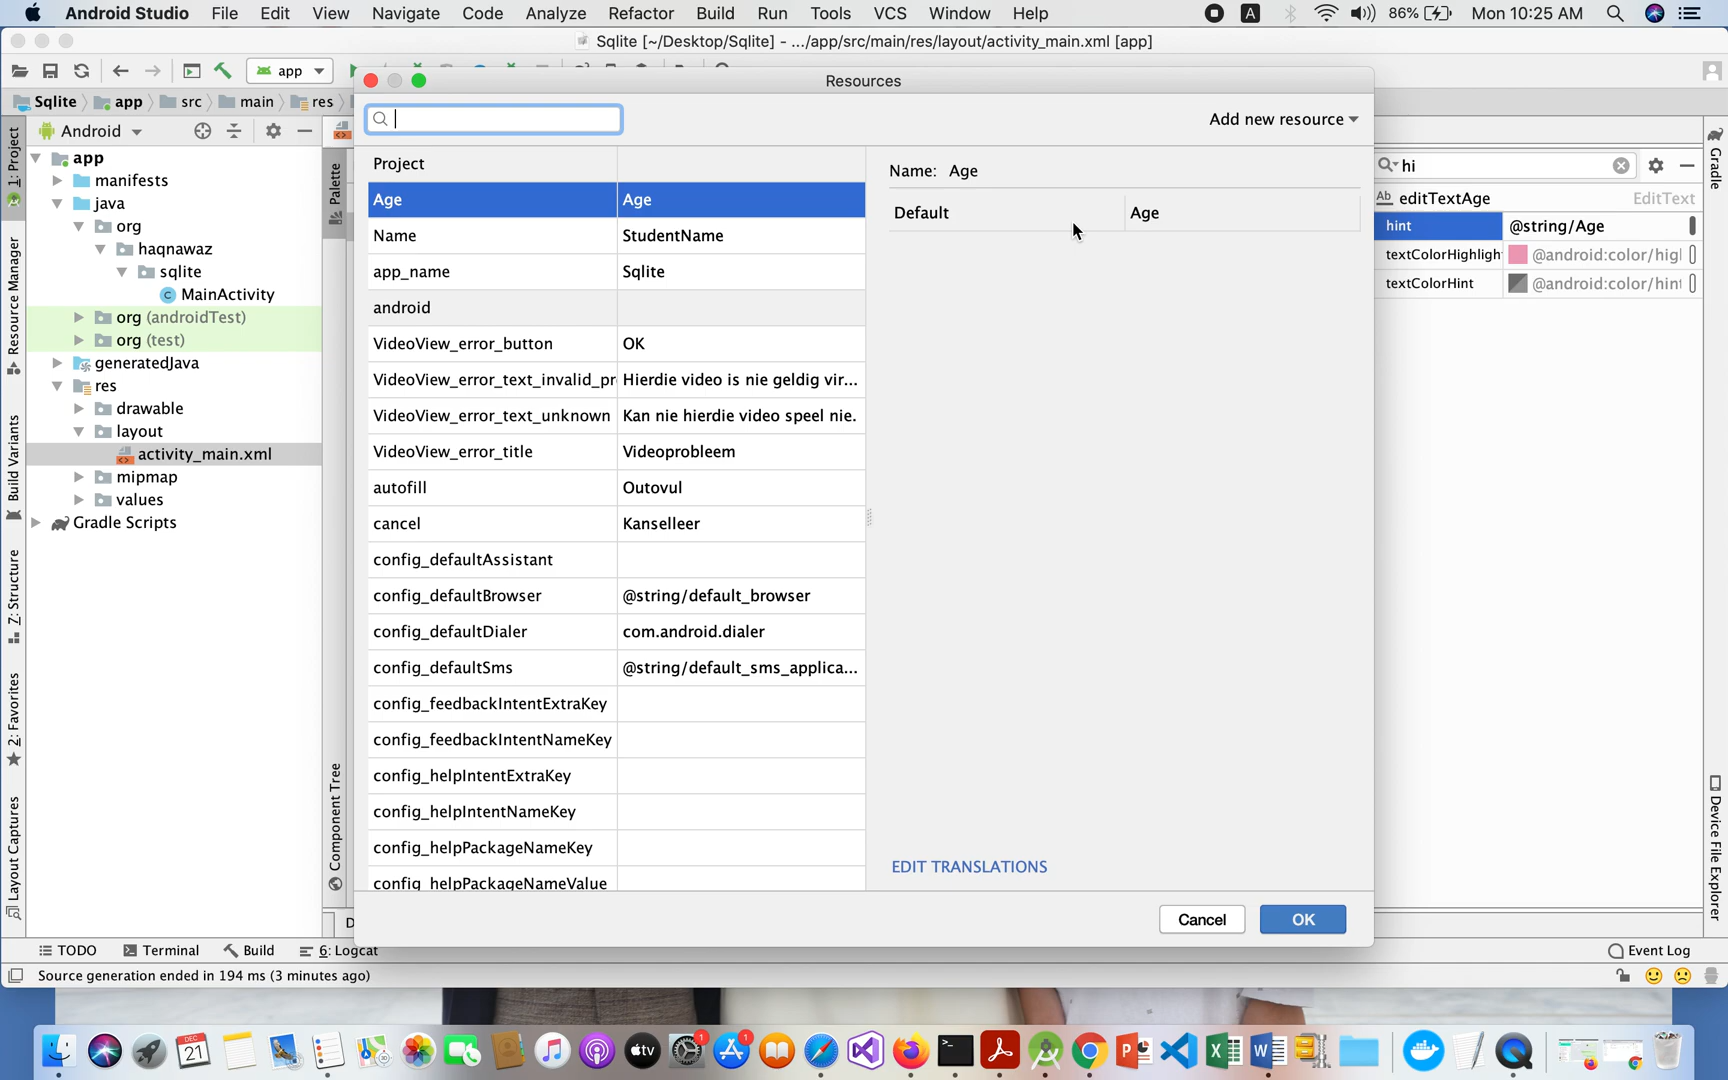 Android Studio File Edit View Navigate Code Analyze Refactor Build Run Tools VCS Window Help A 86% Mon 10:25 AM
Sqlite [~/Desktop/Sqlite] - .../app/src/main/res/layout/activity_main.xml [app]
app
Resources
Sqlite app src main res
Add new resource
Android
hi
app
manifests
java
org
haqnawaz
sqlite
MainActivity
org (androidTest)
org (test)
generatedJava
res
drawable
layout
activity_main.xml
mipmap
values
Gradle Scripts
1: Project
Resource Manager
Build Variants
Z: Structure
2: Favorites
Layout Captures
Palette
Component Tree
Project
Age Age
Name StudentName
app_name Sqlite
android
VideoView_error_button OK
VideoView_error_text_invalid_pr Hierdie video is nie geldig vir...
VideoView_error_text_unknown Kan nie hierdie video speel nie.
VideoView_error_title Videoprobleem
autofill Outovul
cancel Kanselleer
config_defaultAssistant
config_defaultBrowser @string/default_browser
config_defaultDialer com.android.dialer
config_defaultSms @string/default_sms_applica...
config_feedbackIntentExtraKey
config_feedbackIntentNameKey
config_helpIntentExtraKey
config_helpIntentNameKey
config_helpPackageNameKey
config_helpPackageNameValue
Name: Age
Default Age
EDIT TRANSLATIONS
Cancel OK
Ab editTextAge EditText
hint @string/Age
textColorHighligh @android:color/hig
textColorHint @android:color/hin
Gradle
Device File Explorer
D
TODO Terminal Build 6: Logcat Event Log
Source generation ended in 194 ms (3 minutes ago)
DEC
21
tv
1
1